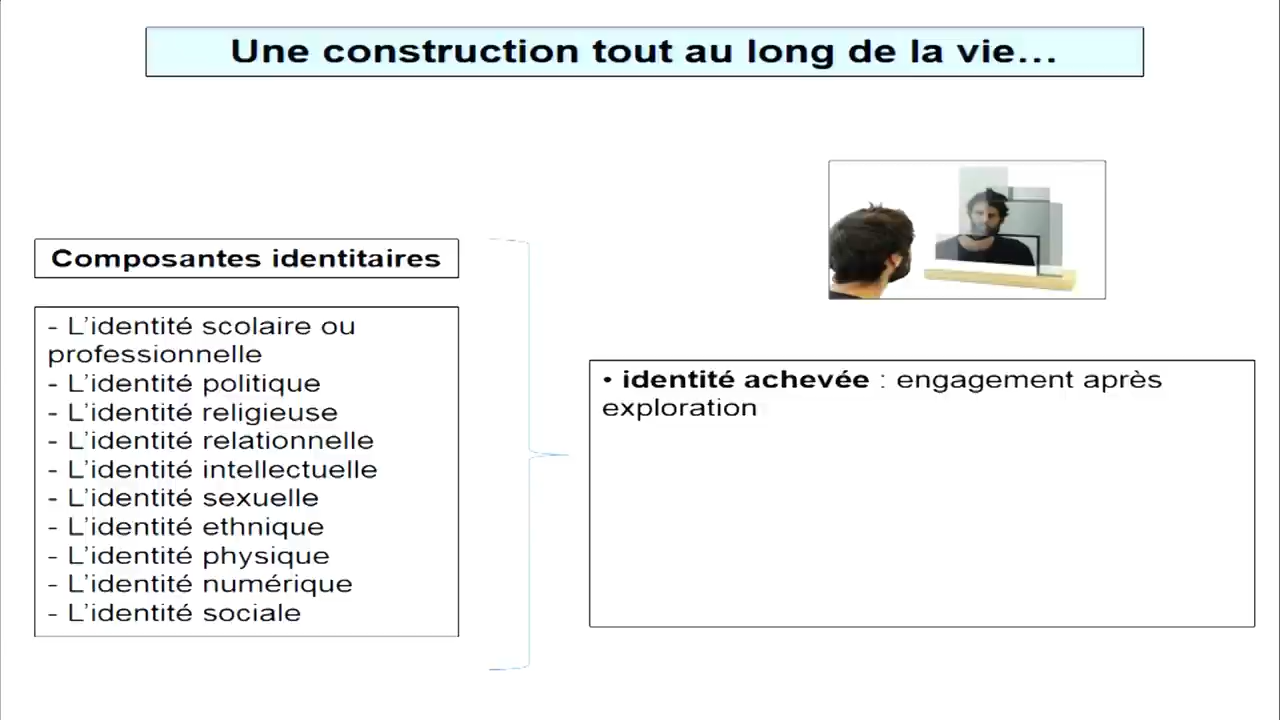 Une construction tout au long de la vie...
Composantes identitaires
- L’identité scolaire ou
professionnelle
- L’identité politique
- L’identité religieuse
- L’identité relationnelle
- L’identité intellectuelle
- L’identité sexuelle
- L’identité ethnique
- L’identité physique
- L’identité numérique
- L’identité sociale
• identité achevée : engagement après
exploration